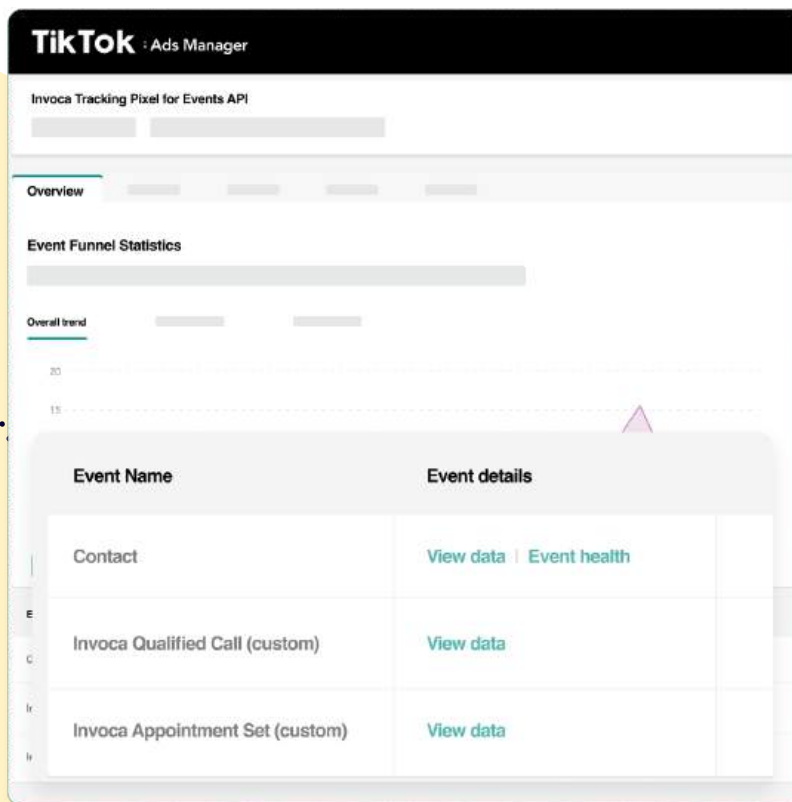 TikTok : Ads Manager
Invoca Tracking Pixel for Events API
Overview
Event Funnel Statistics
Overall trend
20
15
Event Name Event details
Contact View data | Event health
Invoca Qualified Call (custom) View data
Invoca Appointment Set (custom) View data